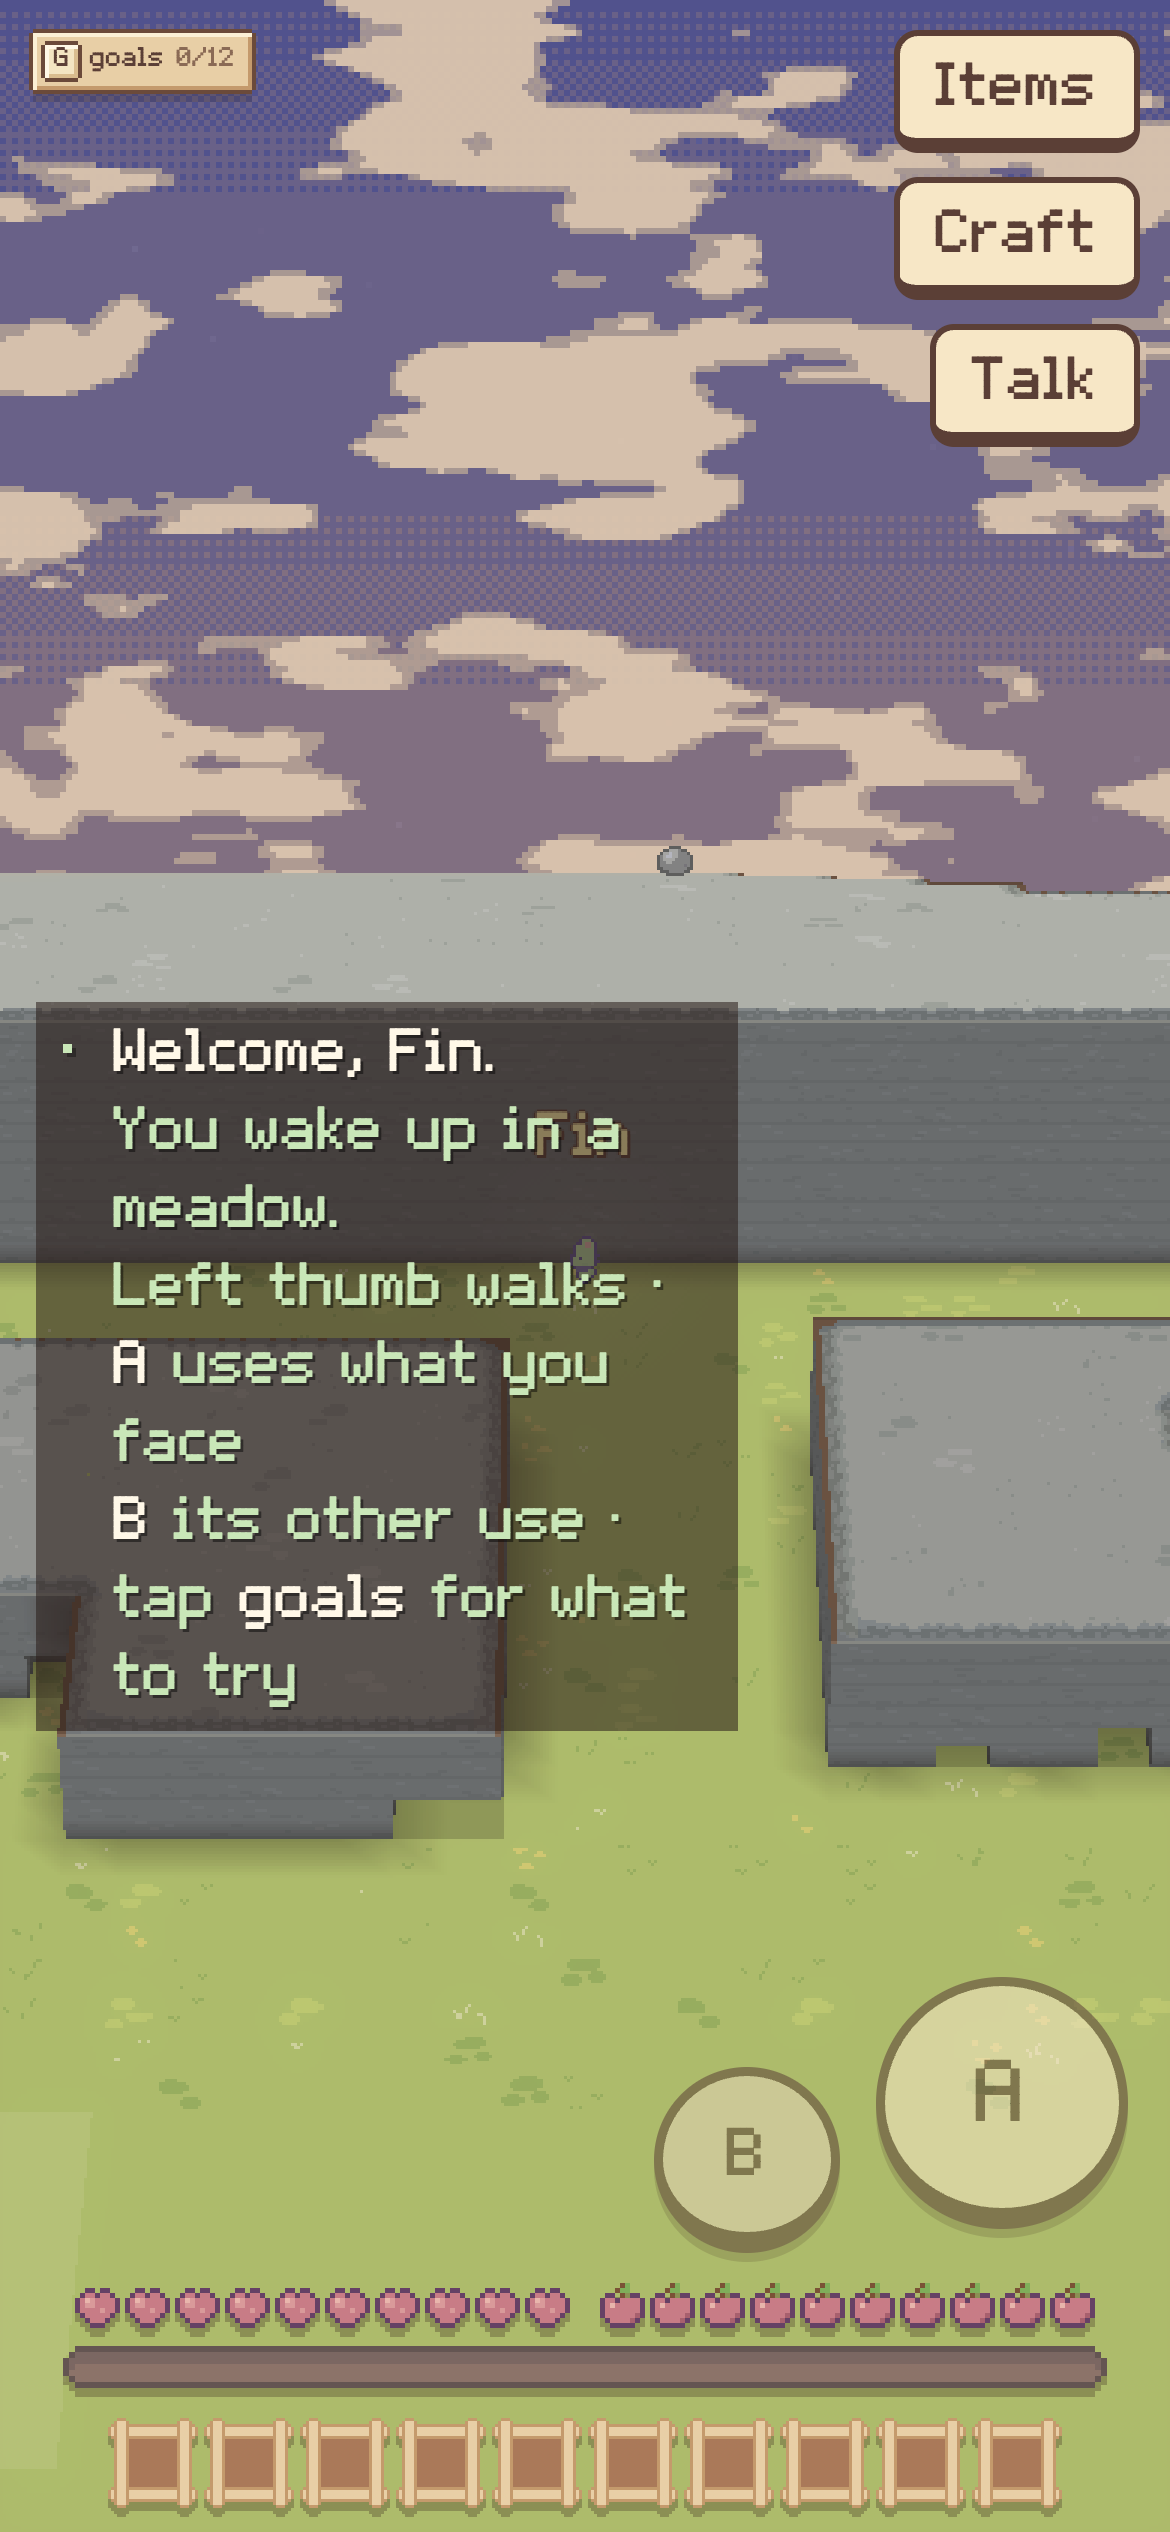 G goals 0/12
Items
Craft
Talk
· Welcome, Fin.
Fin
You wake up in a
meadow.
Left thumb walks ·
A uses what you
face
B its other use ·
tap goals for what
to try
A
B